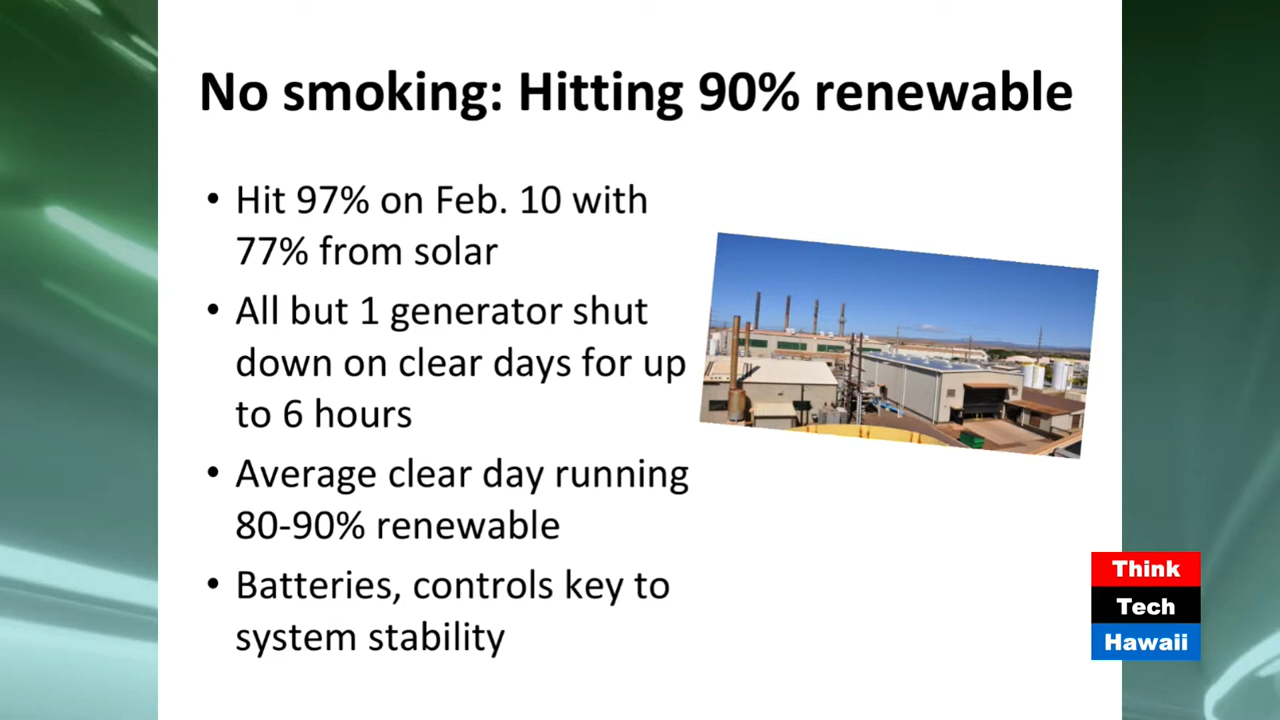 No smoking: Hitting 90% renewable
• Hit 97% on Feb. 10 with
77% from solar
• All but 1 generator shut
down on clear days for up
to 6 hours
• Average clear day running
80-90% renewable
• Batteries, controls key to
system stability
Think
Tech
Hawaii